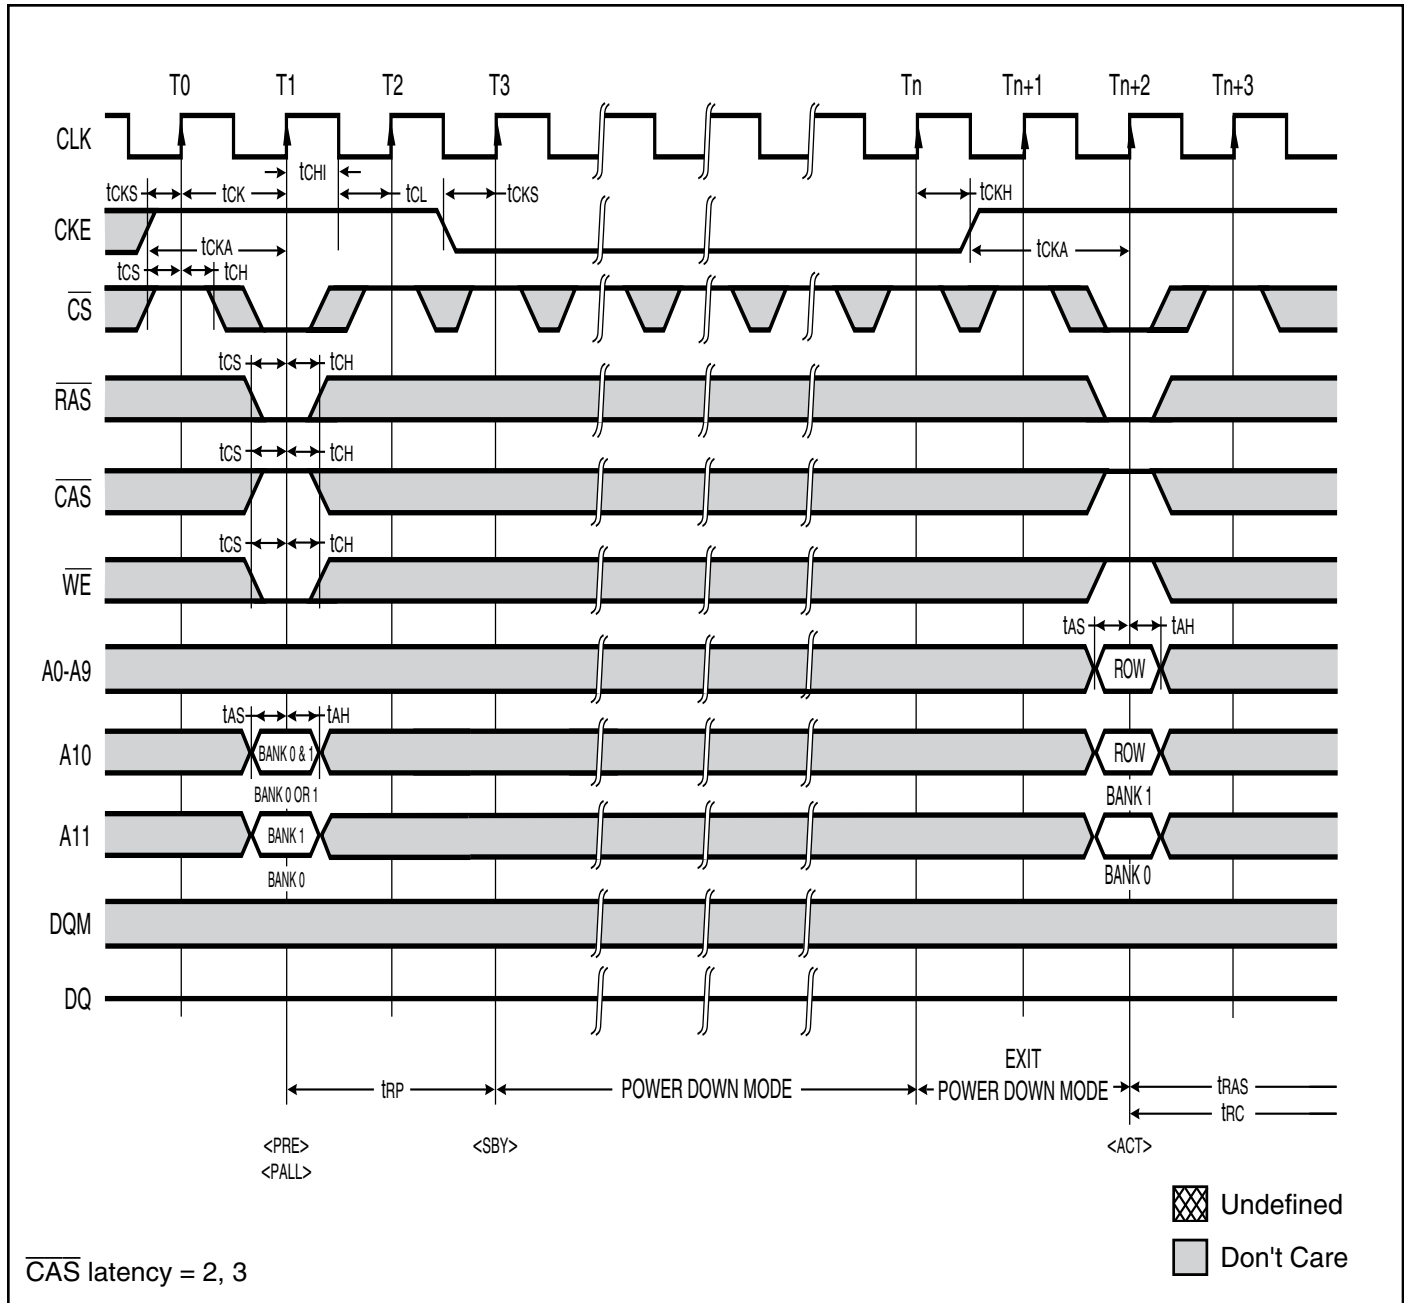 T0 T1 T2 T3 Tn Tn+1 Tn+2 Tn+3
CLK
tCHI
tCKS tCK tCL tCKS tCKH
CKE
tCKA tCKA
tCS tCH
CS
tCS tCH
RAS
tCS tCH
CAS
tCS tCH
WE
tAS tAH
A0-A9 ROW
tAS tAH
A10 BANK 0 & 1 ROW
BANK 0 OR 1 BANK 1
A11 BANK 1
BANK 0 BANK 0
DQM
DQ
EXIT
tRP POWER DOWN MODE POWER DOWN MODE tRAS
tRC
<PRE> <SBY> <ACT>
<PALL>
Undefined
Don't Care
CAS latency = 2, 3